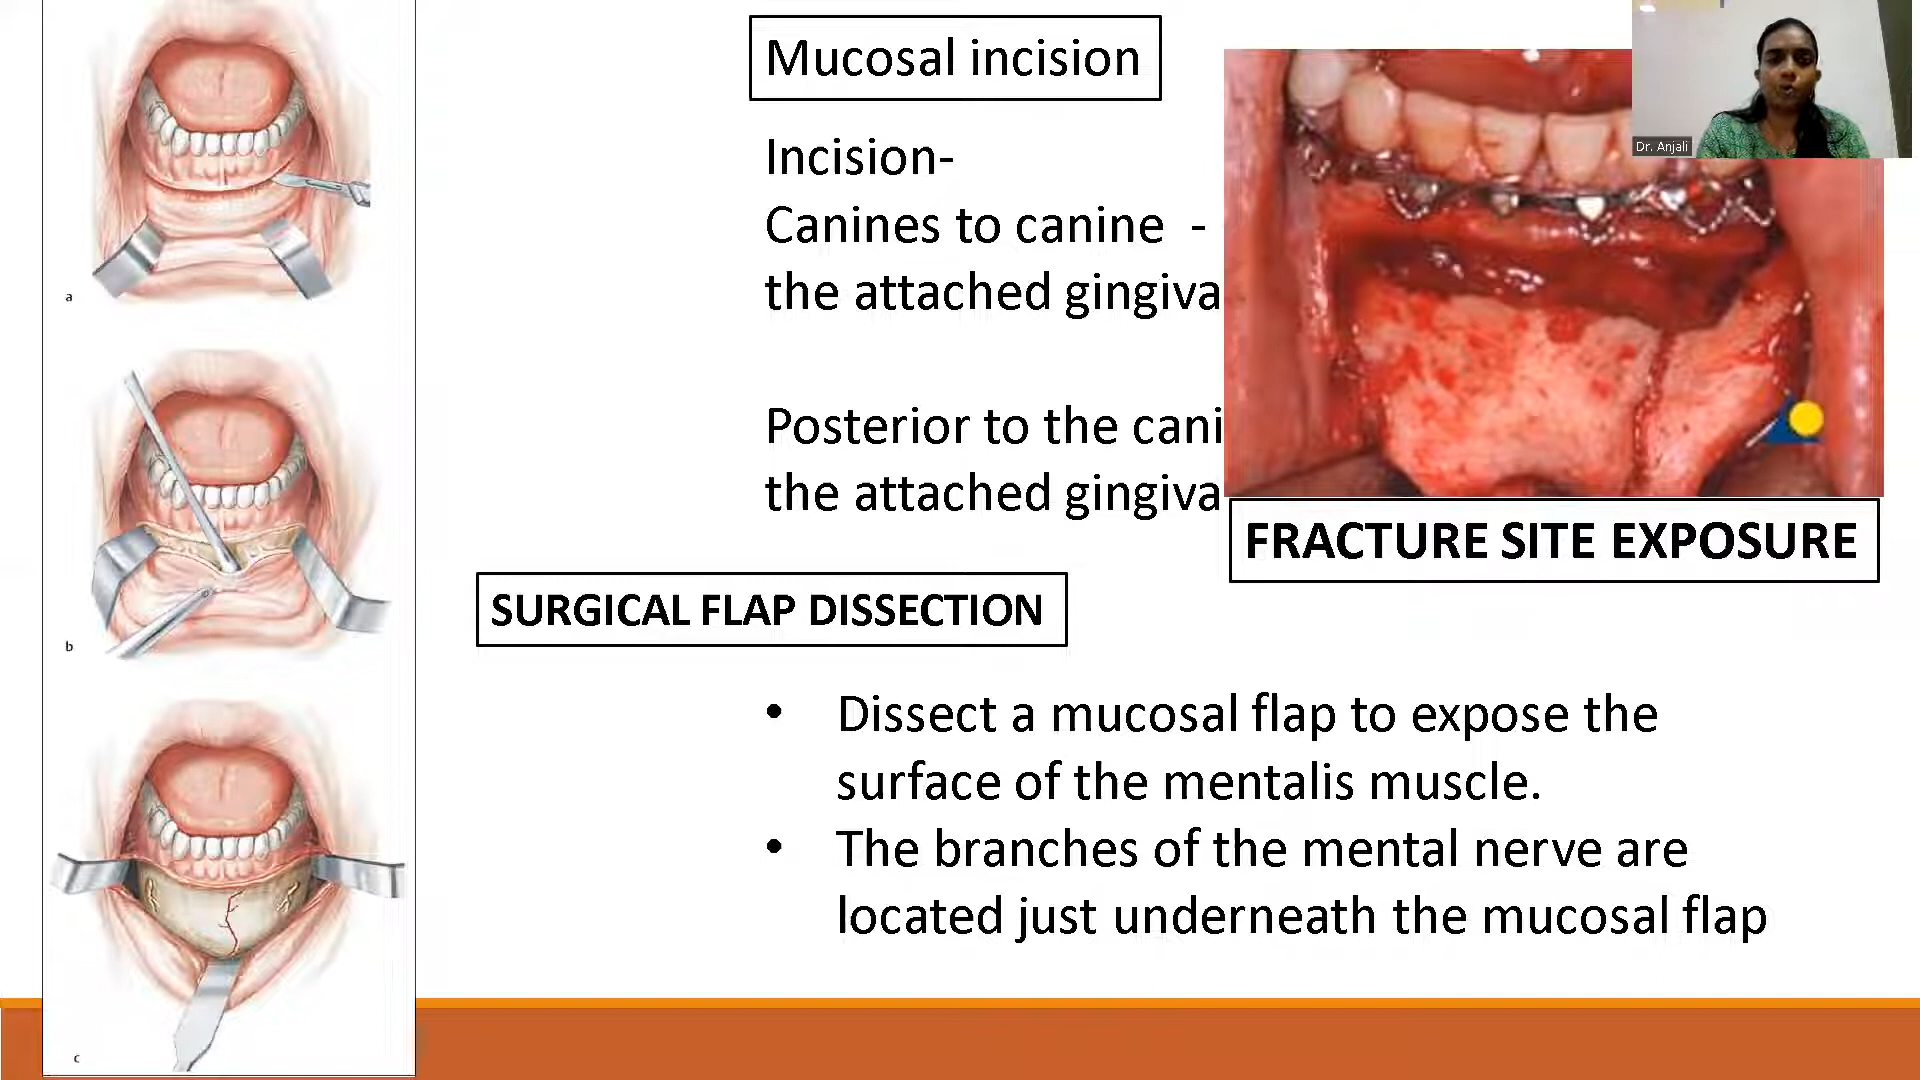 Mucosal incision
Incision-
Canines to canine -
the attached gingiva
Posterior to the
the attached gingiva
FRACTURE SITE EXPOSURE
SURGICAL FLAP DISSECTION
• Dissect a mucosal flap to expose the
surface of the mentalis muscle.
• The branches of the mental nerve are
located just underneath the mucosal flap
a
b
c
Dr. Anjali